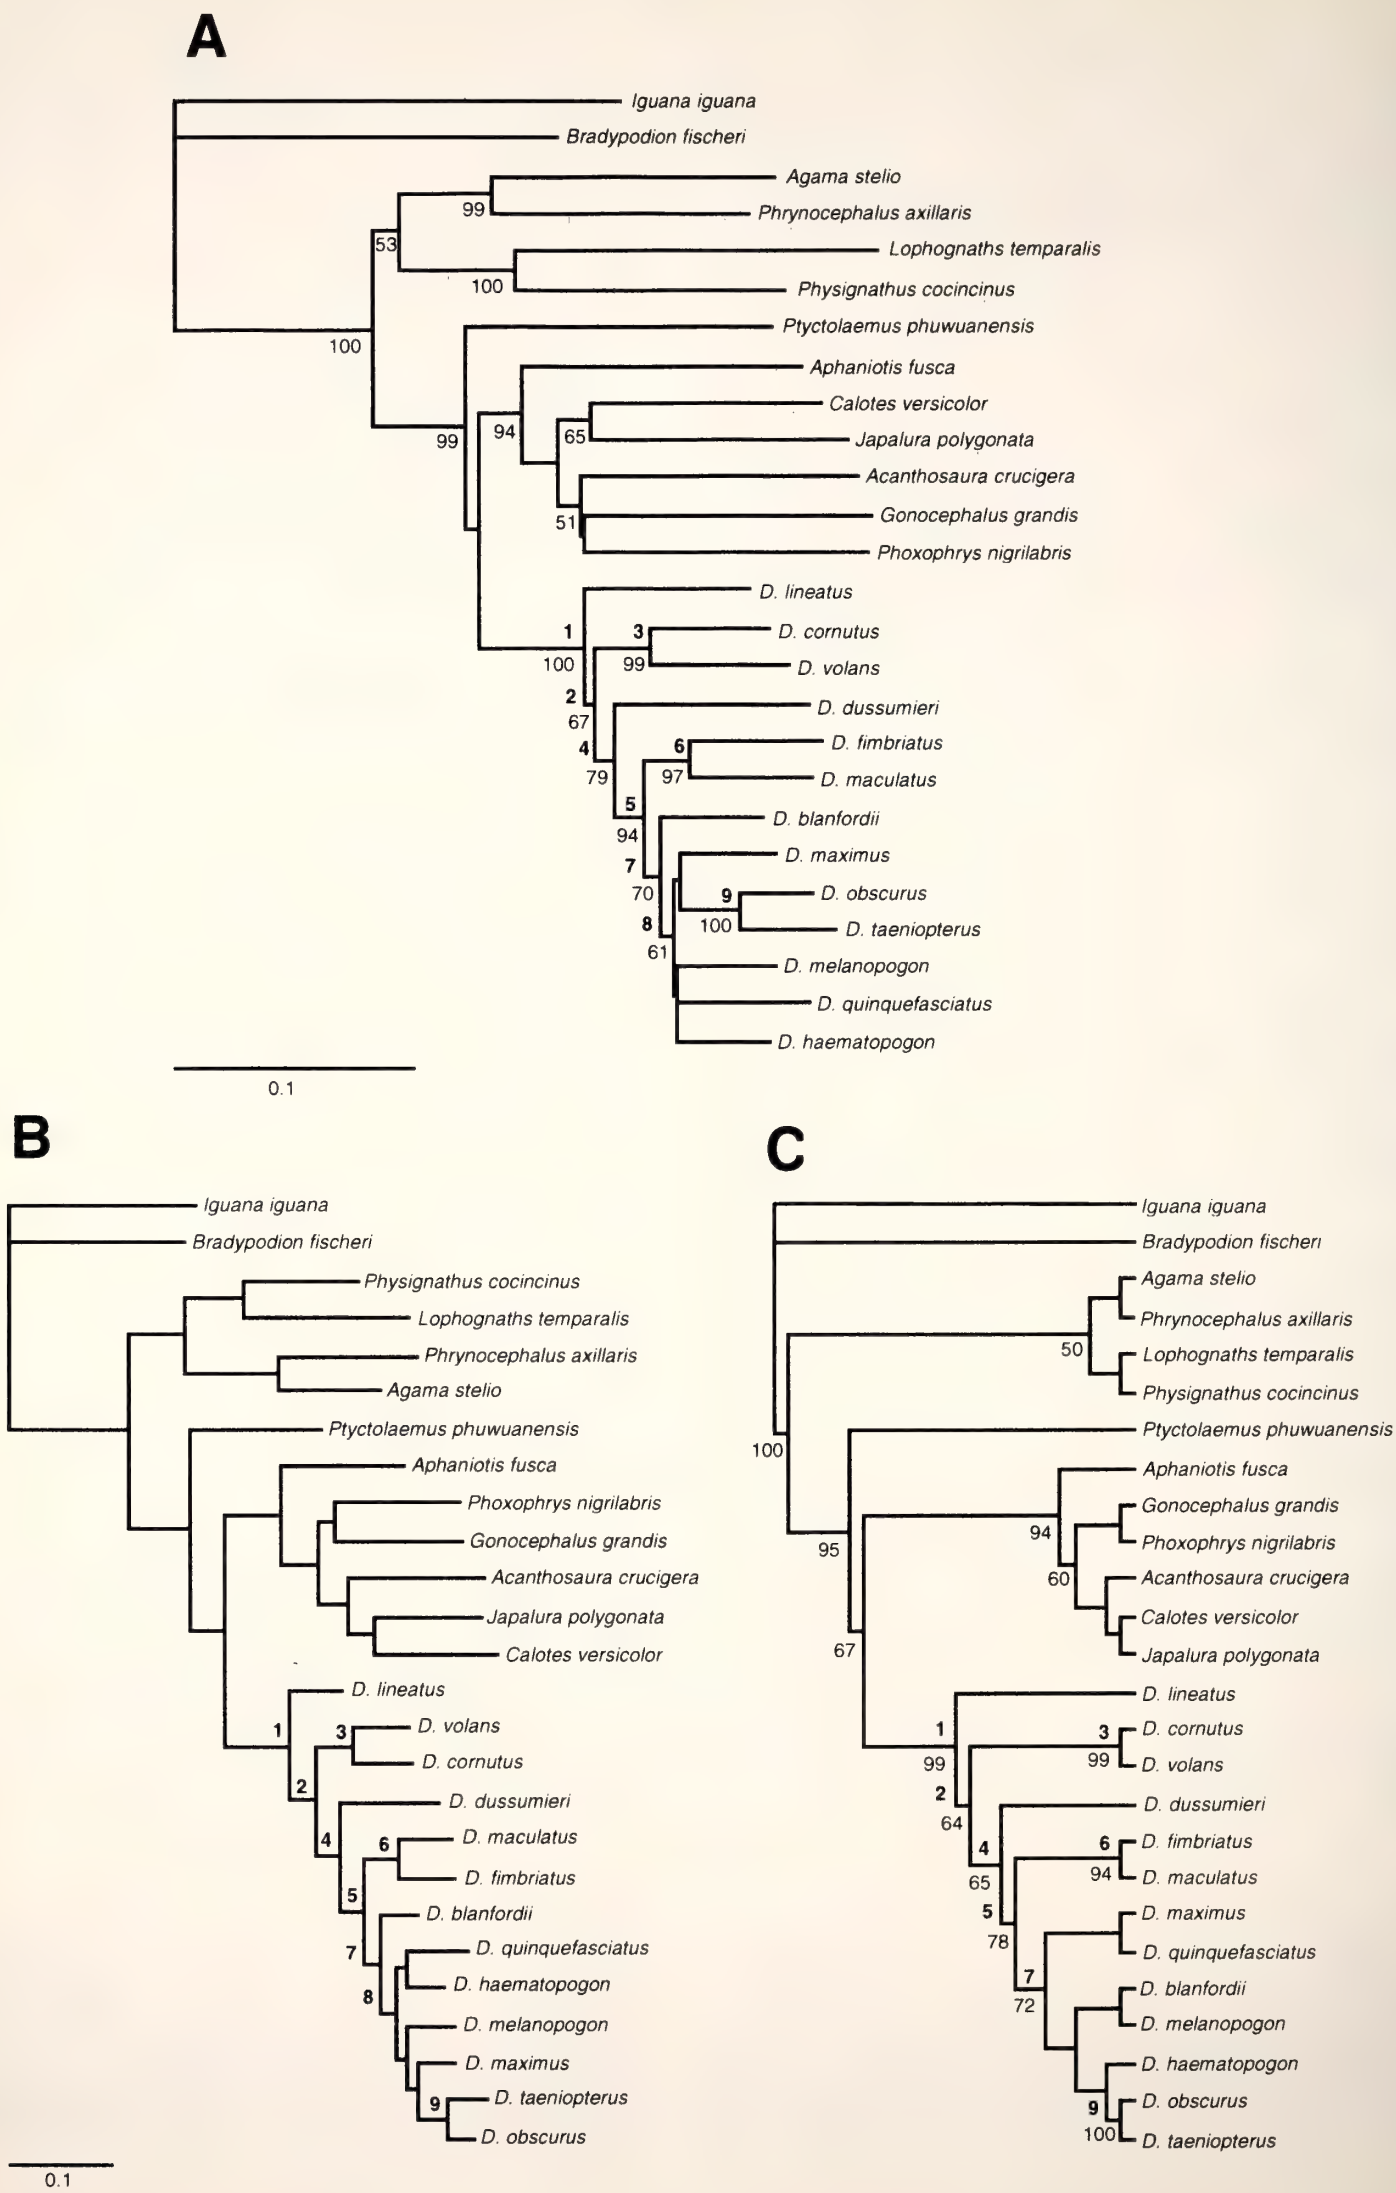 A
Iguana iguana
Bradypodion fischeri
Agama stelio
99
Phrynocephalus axillaris
53
Lophognaths temparalis
100
Physignathus cocincinus
Ptyctolaemus phuwuanensis
100
Aphaniotis fusca
Calotes versicolor
99
94
65
Japalura polygonata
Acanthosaura crucigera
51
Gonocephalus grandis
Phoxophrys nigrilabris
D. lineatus
1
3
D. cornutus
100
99
D. volans
2
67
D. dussumieri
4
6
D. fimbriatus
79
97
D. maculatus
5
D. blanfordii
94
7
D. maximus
70
9
D. obscurus
8
100
D. taeniopterus
61
D. melanopogon
D. quinquefasciatus
D. haematopogon
0.1
B
Iguana iguana
Bradypodion fischeri
Physignathus cocincinus
Lophognaths temparalis
Phrynocephalus axillaris
Agama stelio
Ptyctolaemus phuwuanensis
Aphaniotis fusca
Phoxophrys nigrilabris
Gonocephalus grandis
Acanthosaura crucigera
Japalura polygonata
Calotes versicolor
D. lineatus
1
3
D. volans
D. cornutus
2
D. dussumieri
4
6
D. maculatus
D. fimbriatus
5
D. blanfordii
7
D. quinquefasciatus
D. haematopogon
8
D. melanopogon
D. maximus
9
D. taeniopterus
D. obscurus
0.1
C
Iguana iguana
Bradypodion fischeri
Agama stelio
Phrynocephalus axillaris
50
Lophognaths temparalis
Physignathus cocincinus
Ptyctolaemus phuwuanensis
100
Aphaniotis fusca
Gonocephalus grandis
94
Phoxophrys nigrilabris
95
60
Acanthosaura crucigera
Calotes versicolor
67
Japalura polygonata
D. lineatus
1
3
D. cornutus
99
99
D. volans
2
D. dussumieri
64
4
6
D. fimbriatus
65
94
D. maculatus
5
D. maximus
78
D. quinquefasciatus
7
D. blanfordii
72
D. melanopogon
D. haematopogon
9
D. obscurus
100
D. taeniopterus